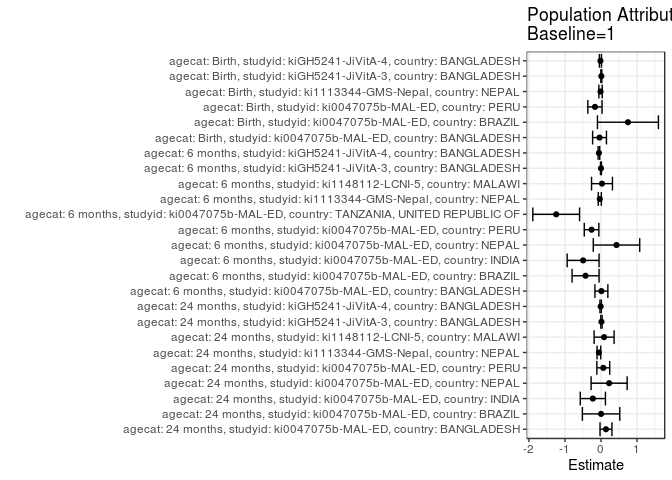 Population Attribut
Baseline=1
agecat: Birth, studyid: kiGH5241-JiVitA-4, country: BANGLADESH
agecat: Birth, studyid: kiGH5241-JiVitA-3, country: BANGLADESH
agecat: Birth, studyid: ki1113344-GMS-Nepal, country: NEPAL
agecat: Birth, studyid: ki0047075b-MAL-ED, country: PERU
agecat: Birth, studyid: ki0047075b-MAL-ED, country: BRAZIL
agecat: Birth, studyid: ki0047075b-MAL-ED, country: BANGLADESH
agecat: 6 months, studyid: kiGH5241-JiVitA-4, country: BANGLADESH
agecat: 6 months, studyid: kiGH5241-JiVitA-3, country: BANGLADESH
agecat: 6 months, studyid: ki1148112-LCNI-5, country: MALAWI
agecat: 6 months, studyid: ki1113344-GMS-Nepal, country: NEPAL
agecat: 6 months, studyid: ki0047075b-MAL-ED, country: TANZANIA, UNITED REPUBLIC OF
agecat: 6 months, studyid: ki0047075b-MAL-ED, country: PERU
agecat: 6 months, studyid: ki0047075b-MAL-ED, country: NEPAL
agecat: 6 months, studyid: ki0047075b-MAL-ED, country: INDIA
agecat: 6 months, studyid: ki0047075b-MAL-ED, country: BRAZIL
agecat: 6 months, studyid: ki0047075b-MAL-ED, country: BANGLADESH
agecat: 24 months, studyid: kiGH5241-JiVitA-4, country: BANGLADESH
agecat: 24 months, studyid: kiGH5241-JiVitA-3, country: BANGLADESH
agecat: 24 months, studyid: ki1148112-LCNI-5, country: MALAWI
agecat: 24 months, studyid: ki1113344-GMS-Nepal, country: NEPAL
agecat: 24 months, studyid: ki0047075b-MAL-ED, country: PERU
agecat: 24 months, studyid: ki0047075b-MAL-ED, country: NEPAL
agecat: 24 months, studyid: ki0047075b-MAL-ED, country: INDIA
agecat: 24 months, studyid: ki0047075b-MAL-ED, country: BRAZIL
agecat: 24 months, studyid: ki0047075b-MAL-ED, country: BANGLADESH
-2 -1 0 1
Estimate